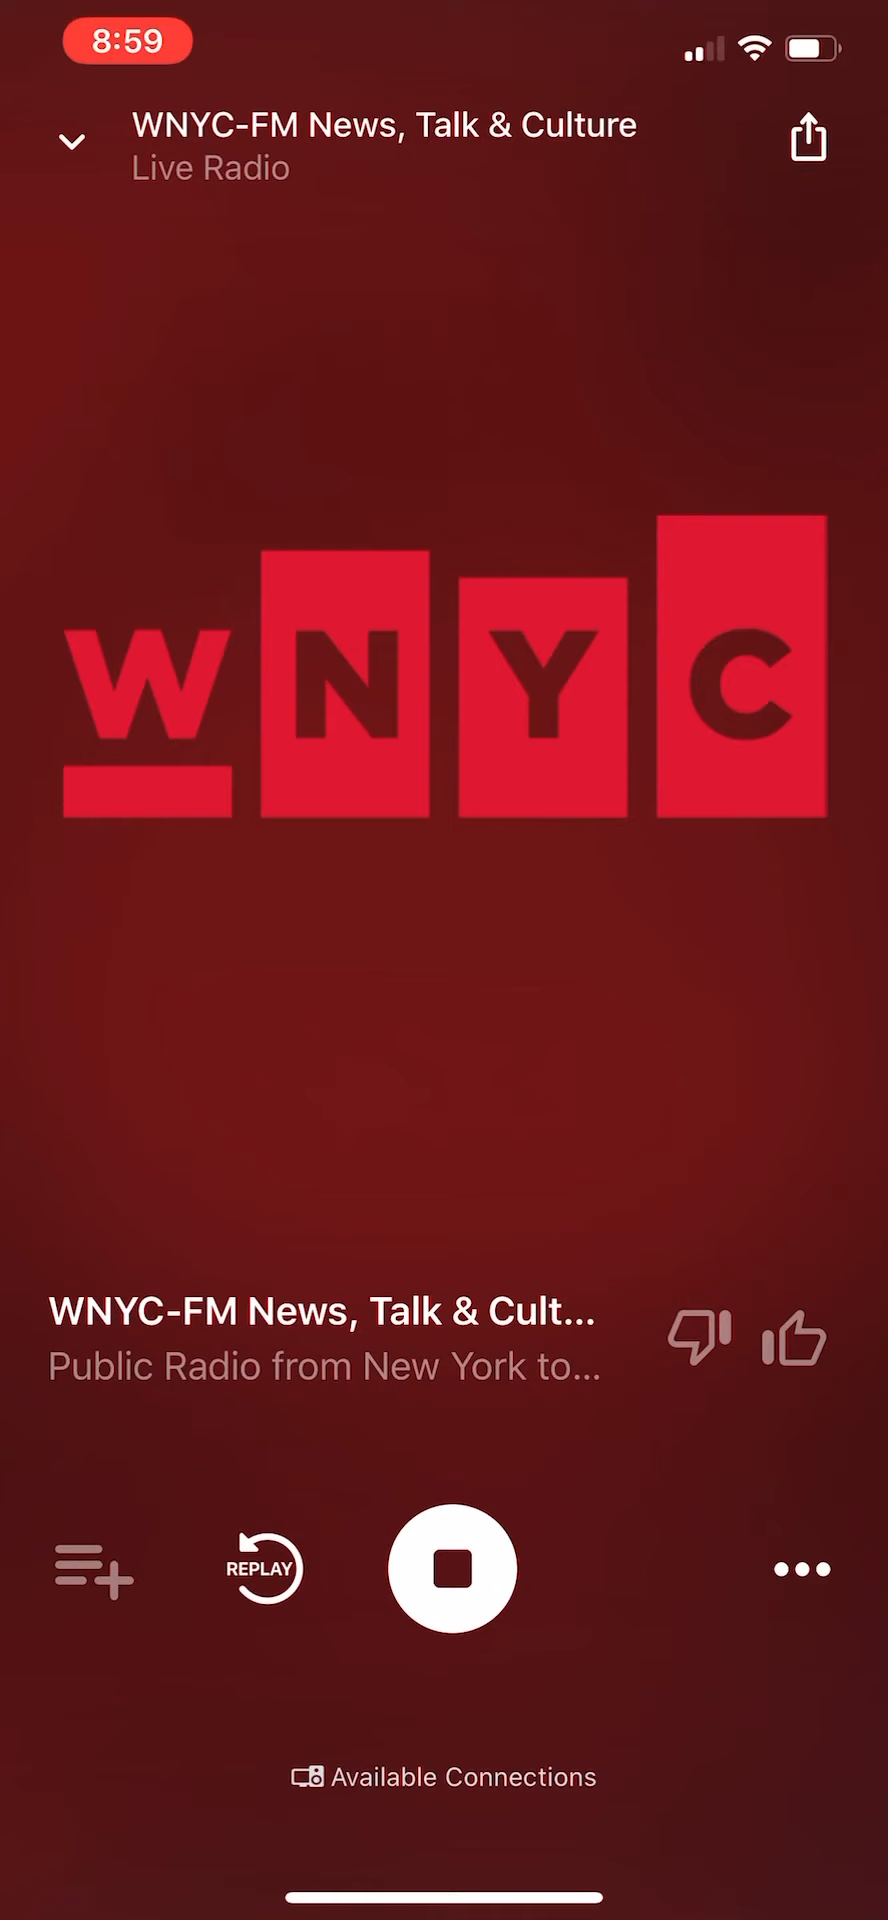 8:59
WNYC-FM News, Talk & Culture
Live Radio
WNYC
WNYC-FM News, Talk & Cult...
Public Radio from New York to...
REPLAY
Available Connections